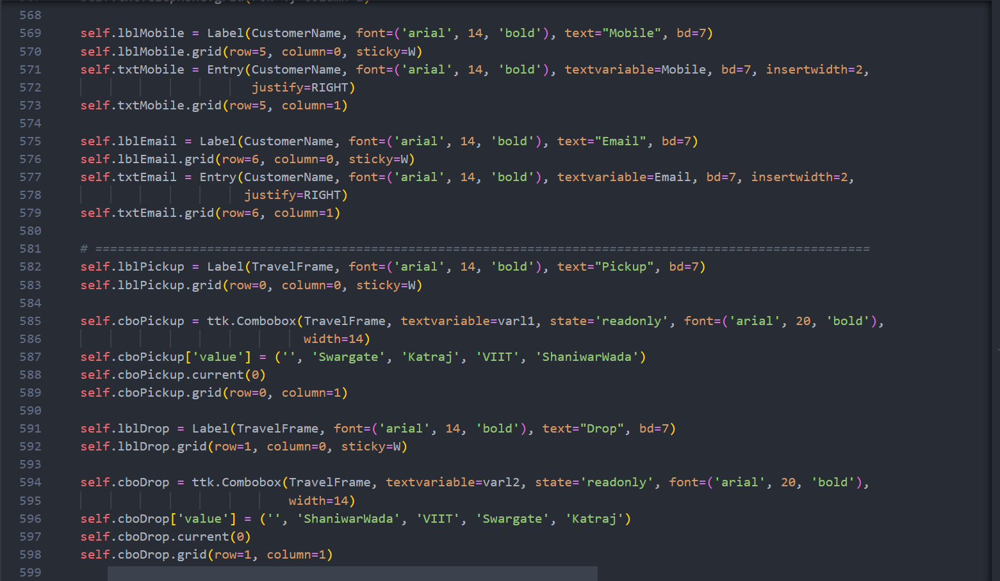 568
569 self.lblMobile = Label(CustomerName, font=('arial', 14, 'bold'), text="Mobile", bd=7)
570 self.lblMobile.grid(row=5, column=0, sticky=W)
571 self.txtMobile = Entry(CustomerName, font=('arial', 14, 'bold'), textvariable=Mobile, bd=7, insertwidth=2,
572 justify=RIGHT)
573 self.txtMobile.grid(row=5, column=1)
574
575 self.lblEmail = Label(CustomerName, font=('arial', 14, 'bold'), text="Email", bd=7)
576 self.lblEmail.grid(row=6, column=0, sticky=W)
577 self.txtEmail = Entry(CustomerName, font=('arial', 14, 'bold'), textvariable=Email, bd=7, insertwidth=2,
578 justify=RIGHT)
579 self.txtEmail.grid(row=6, column=1)
580
581 # ========================================================================================================
582 self.lblPickup = Label(TravelFrame, font=('arial', 14, 'bold'), text="Pickup", bd=7)
583 self.lblPickup.grid(row=0, column=0, sticky=W)
584
585 self.cboPickup = ttk.Combobox(TravelFrame, textvariable=varl1, state='readonly', font=('arial', 20, 'bold'),
586 width=14)
587 self.cboPickup['value'] = ('', 'Swargate', 'Katraj', 'VIIT', 'ShaniwarWada')
588 self.cboPickup.current(0)
589 self.cboPickup.grid(row=0, column=1)
590
591 self.lblDrop = Label(TravelFrame, font=('arial', 14, 'bold'), text="Drop", bd=7)
592 self.lblDrop.grid(row=1, column=0, sticky=W)
593
594 self.cboDrop = ttk.Combobox(TravelFrame, textvariable=varl2, state='readonly', font=('arial', 20, 'bold'),
595 width=14)
596 self.cboDrop['value'] = ('', 'ShaniwarWada', 'VIIT', 'Swargate', 'Katraj')
597 self.cboDrop.current(0)
598 self.cboDrop.grid(row=1, column=1)
599